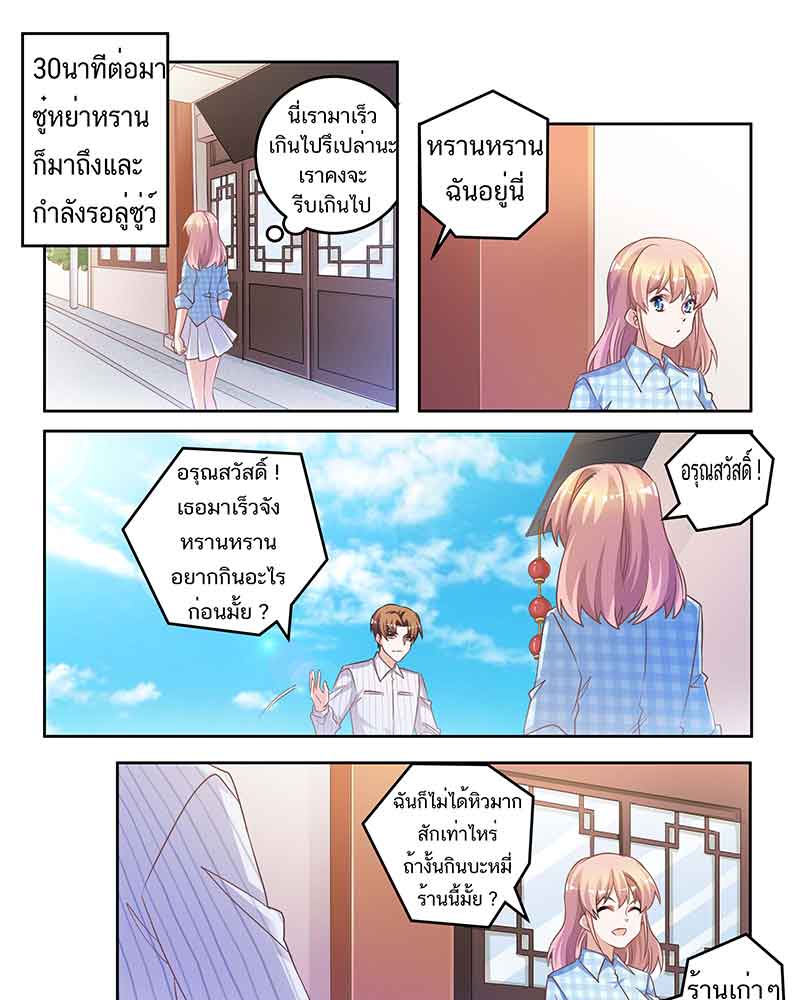 30นาทีต่อมา
ซู่หย่าหราน
ก็มาถึงและ
กำลังรอลู่ซู่ว์
นี่เรามาเร็ว
เกินไปรึเปล่านะ
เราคงจะ
รีบเกินไป
หรานหราน
ฉันอยู่นี่
อรุณสวัสดิ์ !
เธอมาเร็วจัง
หรานหราน
อยากกินอะไร
ก่อนมั้ย ?
อรุณสวัสดิ์ !
ฉันก็ไม่ได้หิวมาก
สักเท่าไหร่
ถ้างั้นกินบะหมี่
ร้านนี้มั้ย ?
ร้านเก่าๆ